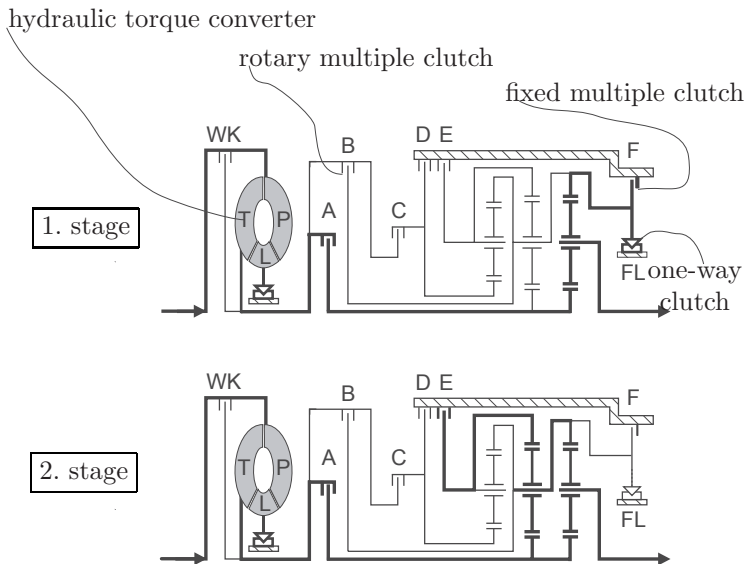 hydraulic torque converter
rotary multiple clutch
fixed multiple clutch
WK
B
D E
F
1. stage
T P
A
C
L
FL
one-way
clutch
WK
B
D E
F
2. stage
T P
A
C
L
FL